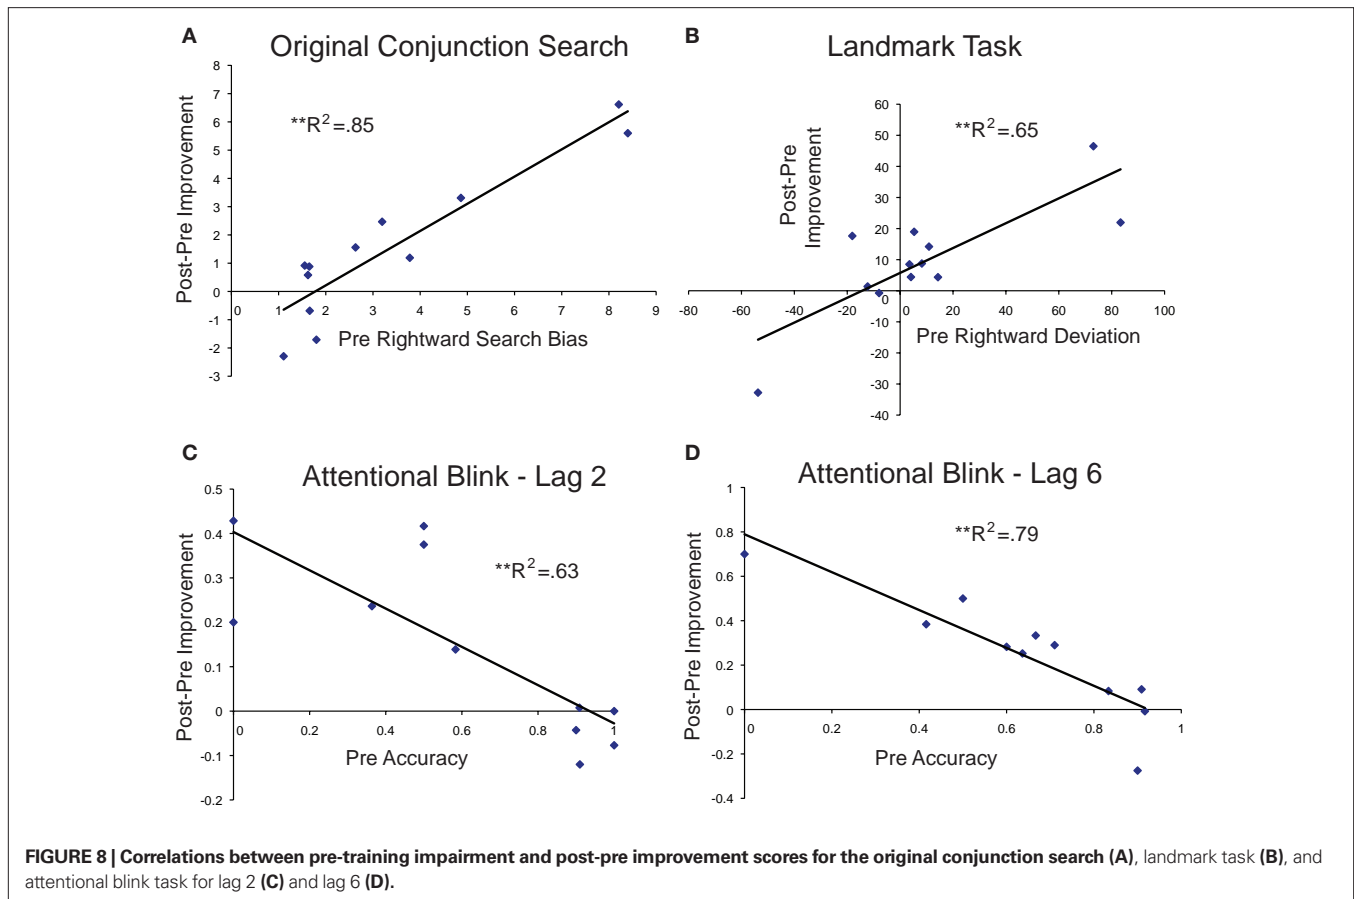 A
Original Conjunction Search
8
7
6
5
4
3
2
1
0
-1
-2
-3
Post-Pre Improvement
**R2=.85
0 1 2 3 4 5 6 7 8 9
Pre Rightward Search Bias
B
Landmark Task
60
50
40
30
20
10
0
-10
-20
-30
-40
Post-Pre
Improvement
**R2=.65
-80 -60 -40 -20 0 20 40 60 80 100
Pre Rightward Deviation
C
Attentional Blink - Lag 2
0.5
0.4
0.3
0.2
0.1
0
-0.1
-0.2
Post-Pre Improvement
**R2=.63
0 0.2 0.4 0.6 0.8 1
Pre Accuracy
D
Attentional Blink - Lag 6
1
0.8
0.6
0.4
0.2
0
-0.2
-0.4
Post-Pre Improvement
**R2=.79
0 0.2 0.4 0.6 0.8 1
Pre Accuracy
FIGURE 8 | Correlations between pre-training impairment and post-pre improvement scores for the original conjunction search (A), landmark task (B), and
attentional blink task for lag 2 (C) and lag 6 (D).